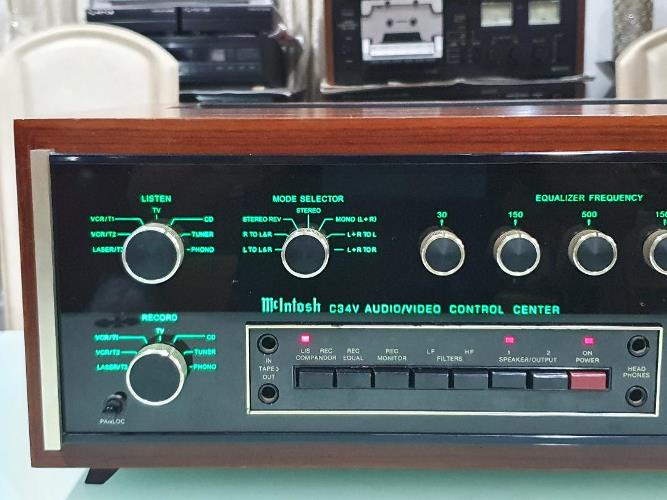 LISTEN
TV
VCR/T1 CD
VCR/T2 TUNER
LASER/T3 PHONO
MODE SELECTOR
STEREO
STEREO REV MONO (L+R)
R TO L&R L+R TO L
L TO L&R L+R TO R
EQUALIZER FREQUENCY
30 150 500
McIntosh C34V AUDIO/VIDEO CONTROL CENTER
RECORD
TV
VCR/T1 CD
VCR/T2 TUNER
LASER/T3 PHONO
PANLOC
IN
TAPE 3
OUT
LIS REC
COMPANDOR
REC
EQUAL
REC
MONITOR
LF HF
FILTERS
1 2
SPEAKER/OUTPUT
ON
POWER
HEAD
PHONES